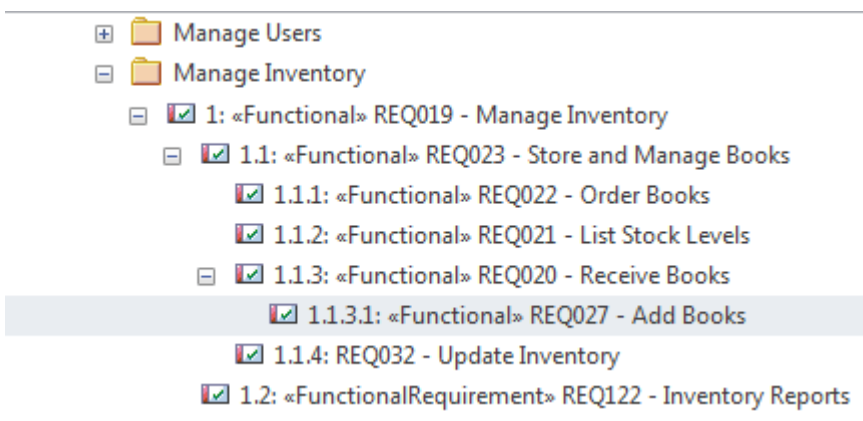 Manage Users
Manage Inventory
1: «Functional» REQ019 - Manage Inventory
1.1: «Functional» REQ023 - Store and Manage Books
1.1.1: «Functional» REQ022 - Order Books
1.1.2: «Functional» REQ021 - List Stock Levels
1.1.3: «Functional» REQ020 - Receive Books
1.1.3.1: «Functional» REQ027 - Add Books
1.1.4: REQ032 - Update Inventory
1.2: «FunctionalRequirement» REQ122 - Inventory Reports